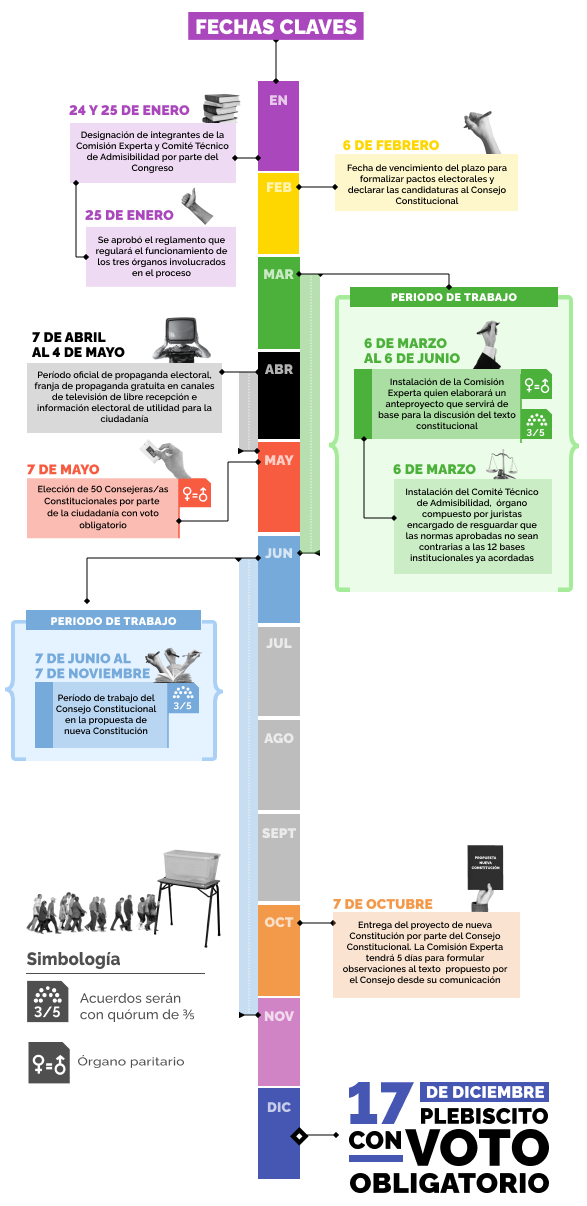 FECHAS CLAVES
EN
24 Y 25 DE ENERO
Designación de integrantes de la
Comisión Experta y Comité Técnico
de Admisibilidad por parte del
Congreso
6 DE FEBRERO
Fecha de vencimiento del plazo para
formalizar pactos electorales y
declarar las candidaturas al Consejo
Constitucional
FEB
25 DE ENERO
Se aprobó el reglamento que
regulará el funcionamiento de
los tres órganos involucrados
en el proceso
MAR
PERIODO DE TRABAJO
6 DE MARZO
AL 6 DE JUNIO
Instalación de la Comisión
Experta quien elaborará un
anteproyecto que servirá de
base para la discusión del texto
constitucional
♀=♂
3/5
7 DE ABRIL
AL 4 DE MAYO
Período oficial de propaganda electoral,
franja de propaganda gratuita en canales
de televisión de libre recepción e
información electoral de utilidad para la
ciudadanía
ABR
7 DE MAYO
Elección de 50 Consejeras/as
Constitucionales por parte
de la ciudadanía con voto
obligatorio
♀=♂
MAY
6 DE MARZO
Instalación del Comité Técnico
de Admisibilidad, órgano
compuesto por juristas
encargado de resguardar que
las normas aprobadas no sean
contrarias a las 12 bases
institucionales ya acordadas
JUN
PERIODO DE TRABAJO
7 DE JUNIO AL
7 DE NOVIEMBRE
Período de trabajo del
Consejo Constitucional
en la propuesta de
nueva Constitución
3/5
JUL
AGO
SEPT
PROPUESTA
NUEVA
CONSTITUCIÓN
7 DE OCTUBRE
Entrega del proyecto de nueva
Constitución por parte del Consejo
Constitucional. La Comisión Experta
tendrá 5 días para formular
observaciones al texto propuesto por
el Consejo desde su comunicación
OCT
Simbología
3/5
Acuerdos serán
con quórum de ⅗
♀=♂
Órgano paritario
NOV
DIC
17 DE DICIEMBRE
PLEBISCITO
CON VOTO
OBLIGATORIO